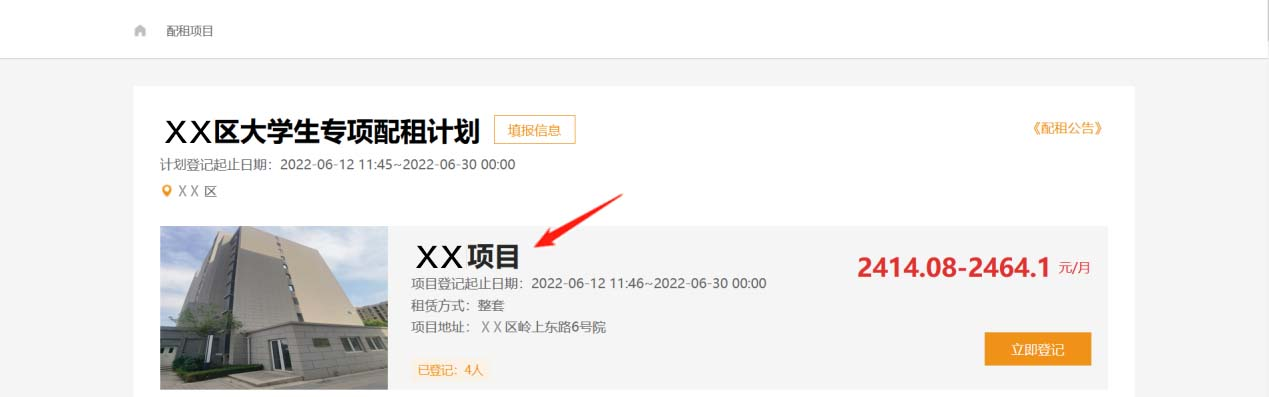 配租项目
XX区大学生专项配租计划 填报信息 《配租公告》
计划登记起止日期：2022-06-12 11:45~2022-06-30 00:00
XX 区
XX项目
2414.08-2464.1 元/月
项目登记起止日期：2022-06-12 11:46~2022-06-30 00:00
租赁方式：整套
项目地址： XX区岭上东路6号院
立即登记
已登记：4人